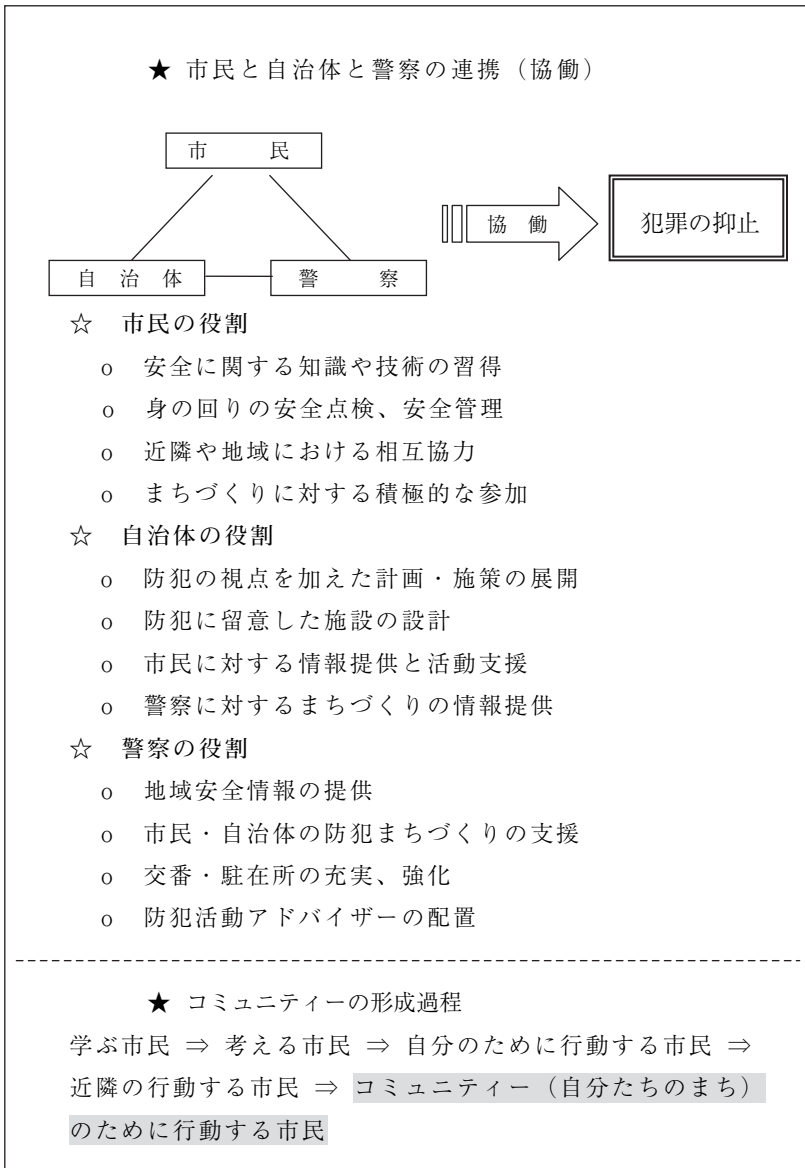 ★ 市民と自治体と警察の連携（協働）
市　　民
協 働
犯罪の抑止
自 治 体
警　　察
☆　市民の役割
o　安全に関する知識や技術の習得
o　身の回りの安全点検、安全管理
o　近隣や地域における相互協力
o　まちづくりに対する積極的な参加
☆　自治体の役割
o　防犯の視点を加えた計画・施策の展開
o　防犯に留意した施設の設計
o　市民に対する情報提供と活動支援
o　警察に対するまちづくりの情報提供
☆　警察の役割
o　地域安全情報の提供
o　市民・自治体の防犯まちづくりの支援
o　交番・駐在所の充実、強化
o　防犯活動アドバイザーの配置
★ コミュニティーの形成過程
学ぶ市民 ⇒ 考える市民 ⇒ 自分のために行動する市民 ⇒
近隣の行動する市民 ⇒ コミュニティー（自分たちのまち）
のために行動する市民